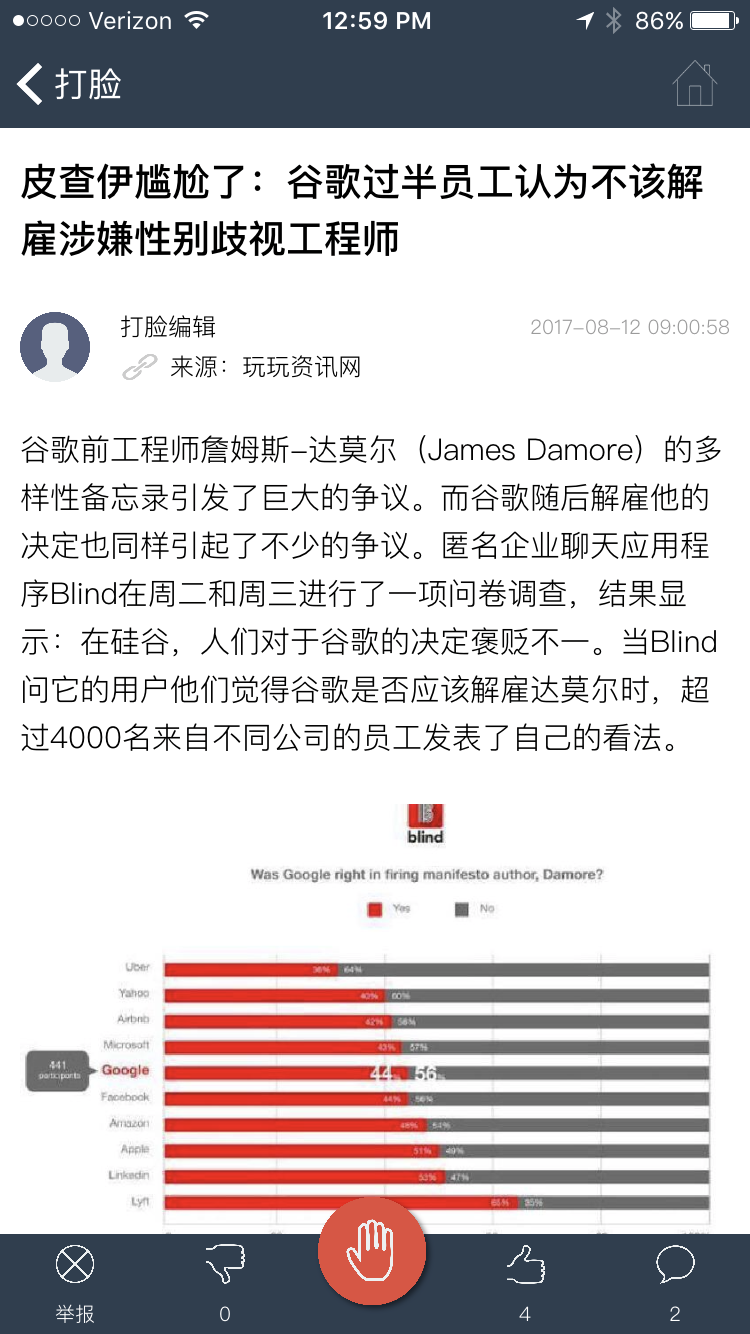 Verizon 12:59 PM 86%
打脸
皮查伊尴尬了：谷歌过半员工认为不该解
雇涉嫌性别歧视工程师
打脸编辑
2017-08-12 09:00:58
来源：玩玩资讯网
谷歌前工程师詹姆斯-达莫尔（James Damore）的多
样性备忘录引发了巨大的争议。而谷歌随后解雇他的
决定也同样引起了不少的争议。匿名企业聊天应用程
序Blind在周二和周三进行了一项问卷调查，结果显
示：在硅谷，人们对于谷歌的决定褒贬不一。当Blind
问它的用户他们觉得谷歌是否应该解雇达莫尔时，超
过4000名来自不同公司的员工发表了自己的看法。
blind
Was Google right in firing manifesto author, Damore?
Yes No
Uber 36% 64%
Yahoo 40% 60%
Airbnb 42% 58%
Microsoft 43% 57%
441
participants
Google 44% 56%
Facebook 44% 56%
Amazon 46% 54%
Apple 51% 49%
Linkedin 53% 47%
Lyft 65% 35%
举报 0 4 2